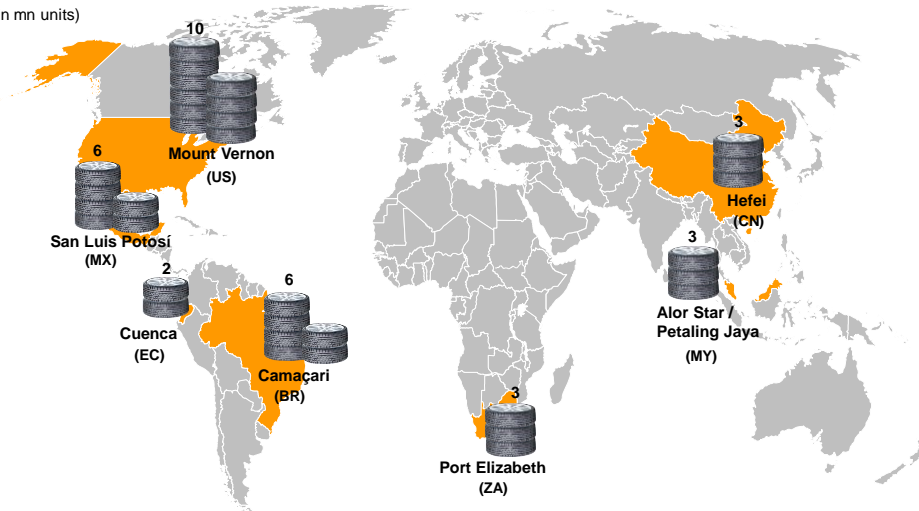 n mn units)
10
Mount Vernon
(US)
6
San Luis Potosí
(MX)
2
Cuenca
(EC)
6
Camaçari
(BR)
3
Port Elizabeth
(ZA)
3
Hefei
(CN)
3
Alor Star /
Petaling Jaya
(MY)